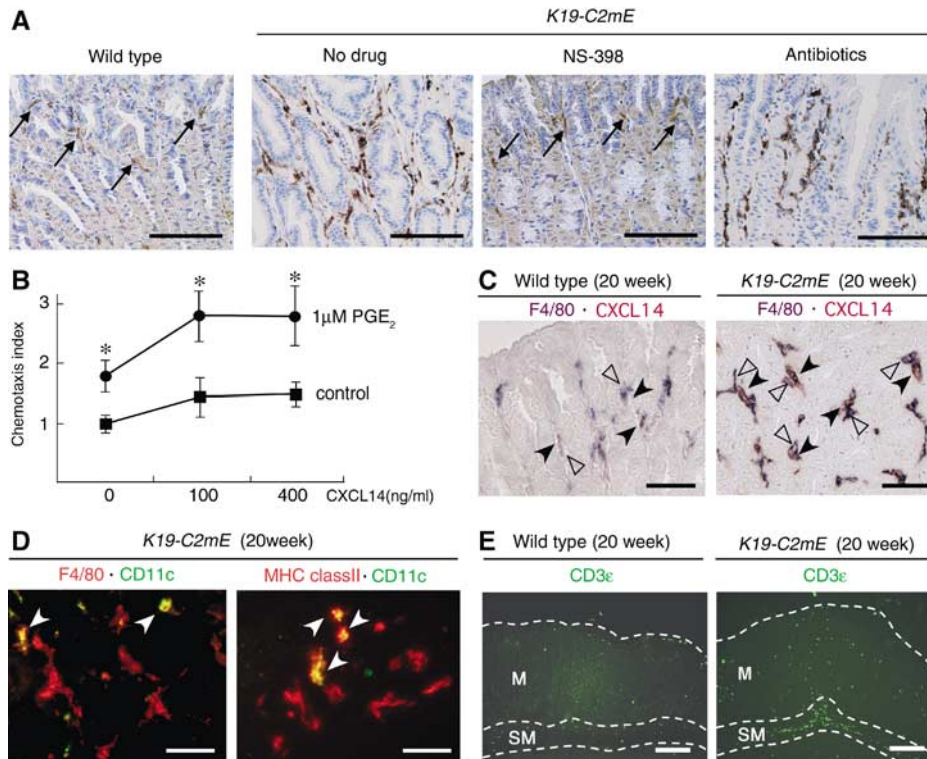 A
K19-C2mE
Wild type
No drug
NS-398
Antibiotics
B
Chemotaxis index
3
2
1
*
*
*
1μM PGE₂
control
0
100
400
CXCL14(ng/ml)
C
Wild type (20 week)
K19-C2mE (20 week)
F4/80 · CXCL14
F4/80 · CXCL14
D
K19-C2mE (20week)
F4/80 · CD11c
MHC classII · CD11c
E
Wild type (20 week)
K19-C2mE (20 week)
CD3ε
CD3ε
M
SM
M
SM